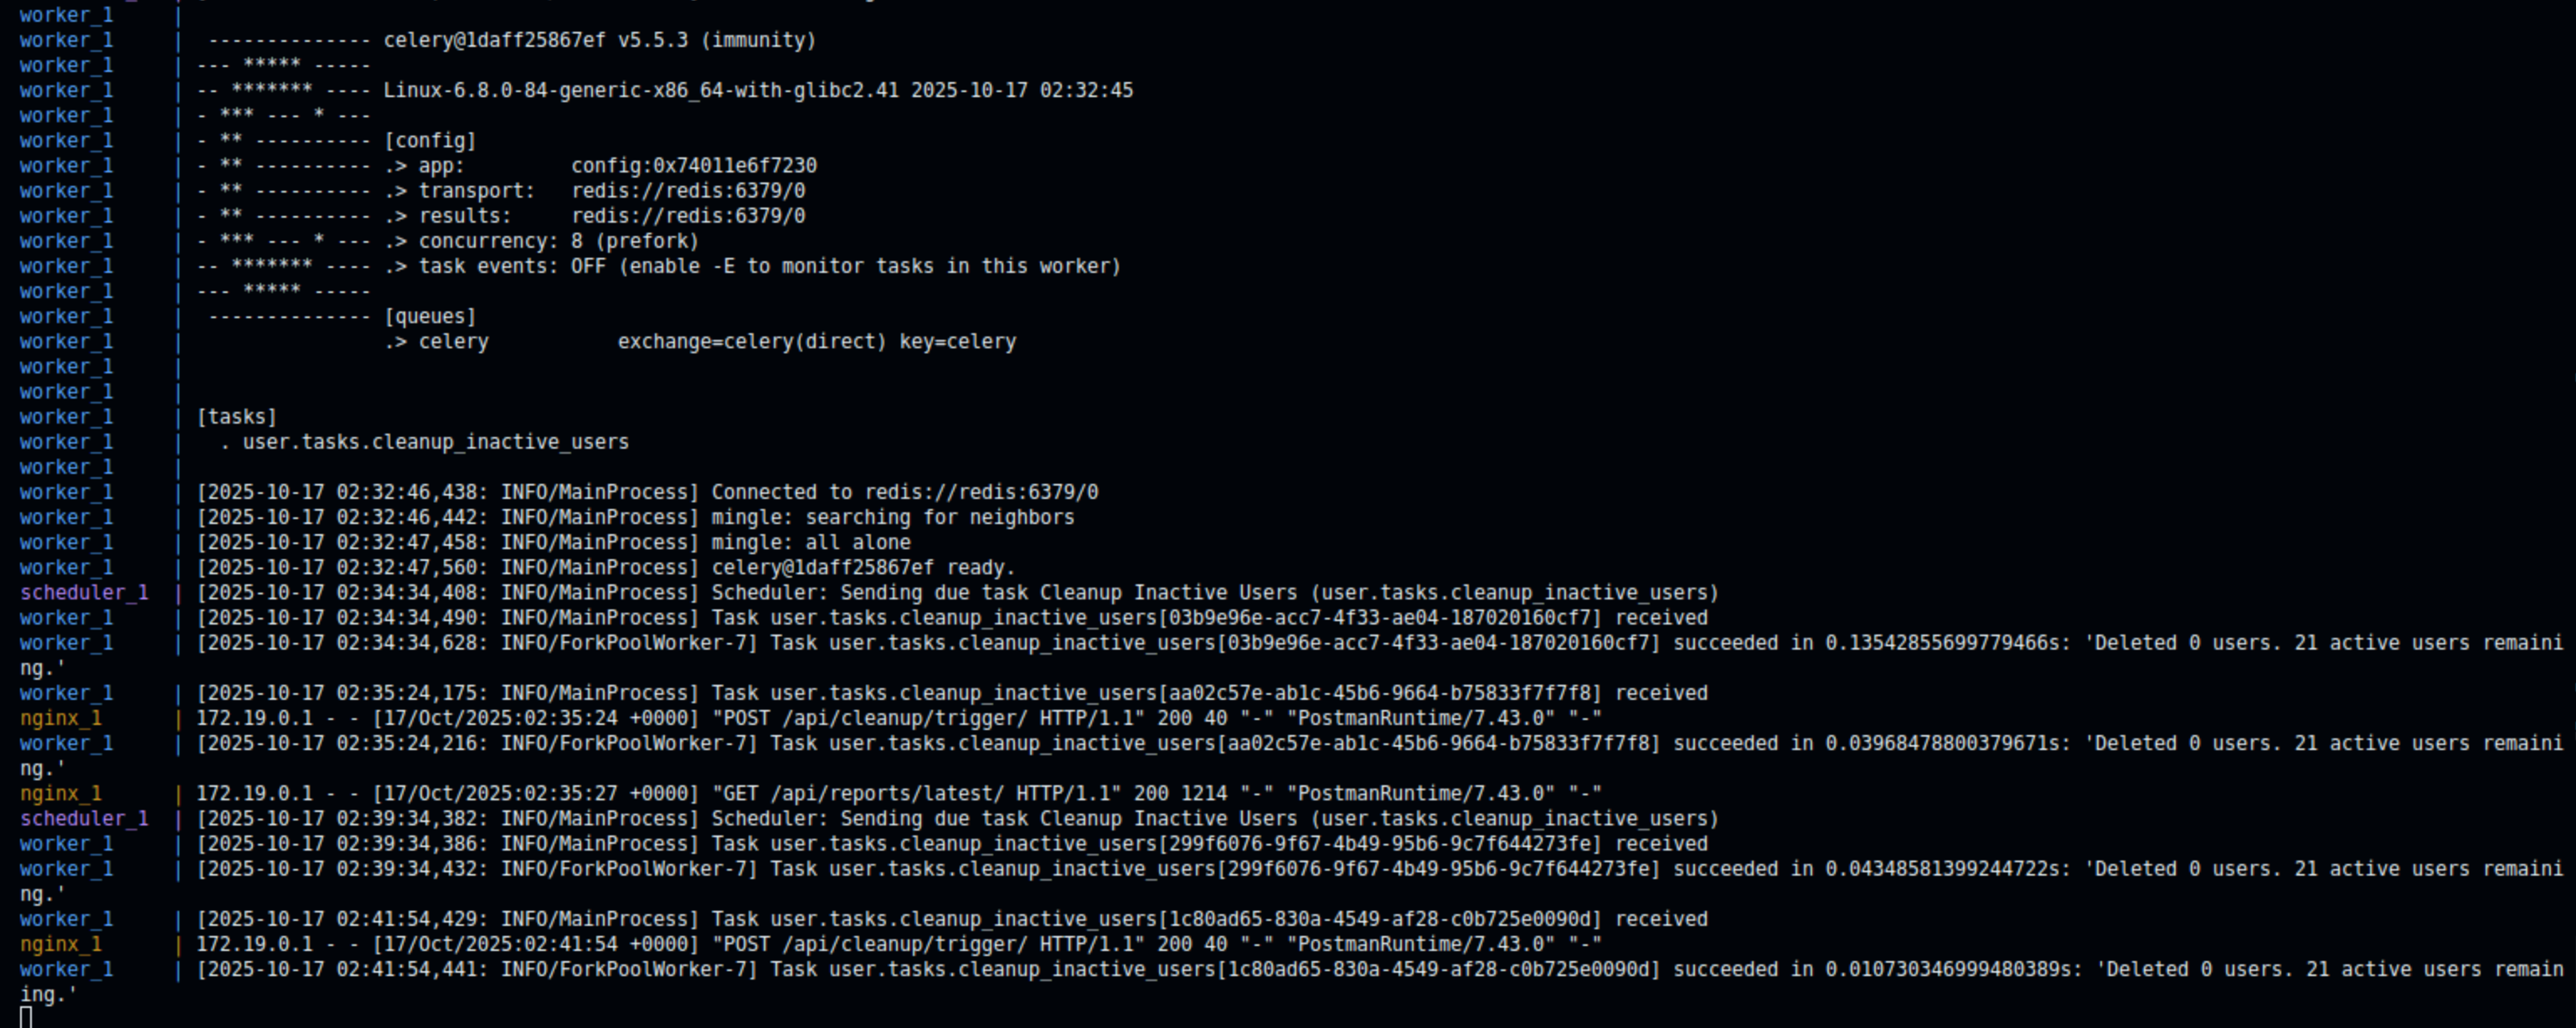 worker_1     |
worker_1     |  -------------- celery@1daff25867ef v5.5.3 (immunity)
worker_1     | --- ***** -----
worker_1     | -- ******* ---- Linux-6.8.0-84-generic-x86_64-with-glibc2.41 2025-10-17 02:32:45
worker_1     | - *** --- * ---
worker_1     | - ** ---------- [config]
worker_1     | - ** ---------- .> app:         config:0x74011e6f7230
worker_1     | - ** ---------- .> transport:   redis://redis:6379/0
worker_1     | - ** ---------- .> results:     redis://redis:6379/0
worker_1     | - *** --- * --- .> concurrency: 8 (prefork)
worker_1     | -- ******* ---- .> task events: OFF (enable -E to monitor tasks in this worker)
worker_1     | --- ***** -----
worker_1     |  -------------- [queues]
worker_1     |                 .> celery           exchange=celery(direct) key=celery
worker_1     |
worker_1     |
worker_1     | [tasks]
worker_1     |   . user.tasks.cleanup_inactive_users
worker_1     |
worker_1     | [2025-10-17 02:32:46,438: INFO/MainProcess] Connected to redis://redis:6379/0
worker_1     | [2025-10-17 02:32:46,442: INFO/MainProcess] mingle: searching for neighbors
worker_1     | [2025-10-17 02:32:47,458: INFO/MainProcess] mingle: all alone
worker_1     | [2025-10-17 02:32:47,560: INFO/MainProcess] celery@1daff25867ef ready.
scheduler_1  | [2025-10-17 02:34:34,408: INFO/MainProcess] Scheduler: Sending due task Cleanup Inactive Users (user.tasks.cleanup_inactive_users)
worker_1     | [2025-10-17 02:34:34,490: INFO/MainProcess] Task user.tasks.cleanup_inactive_users[03b9e96e-acc7-4f33-ae04-187020160cf7] received
worker_1     | [2025-10-17 02:34:34,628: INFO/ForkPoolWorker-7] Task user.tasks.cleanup_inactive_users[03b9e96e-acc7-4f33-ae04-187020160cf7] succeeded in 0.13542855699779466s: 'Deleted 0 users. 21 active users remaini
ng.'
worker_1     | [2025-10-17 02:35:24,175: INFO/MainProcess] Task user.tasks.cleanup_inactive_users[aa02c57e-ab1c-45b6-9664-b75833f7f7f8] received
nginx_1      | 172.19.0.1 - - [17/Oct/2025:02:35:24 +0000] "POST /api/cleanup/trigger/ HTTP/1.1" 200 40 "-" "PostmanRuntime/7.43.0" "-"
worker_1     | [2025-10-17 02:35:24,216: INFO/ForkPoolWorker-7] Task user.tasks.cleanup_inactive_users[aa02c57e-ab1c-45b6-9664-b75833f7f7f8] succeeded in 0.03968478800379671s: 'Deleted 0 users. 21 active users remaini
ng.'
nginx_1      | 172.19.0.1 - - [17/Oct/2025:02:35:27 +0000] "GET /api/reports/latest/ HTTP/1.1" 200 1214 "-" "PostmanRuntime/7.43.0" "-"
scheduler_1  | [2025-10-17 02:39:34,382: INFO/MainProcess] Scheduler: Sending due task Cleanup Inactive Users (user.tasks.cleanup_inactive_users)
worker_1     | [2025-10-17 02:39:34,386: INFO/MainProcess] Task user.tasks.cleanup_inactive_users[299f6076-9f67-4b49-95b6-9c7f644273fe] received
worker_1     | [2025-10-17 02:39:34,432: INFO/ForkPoolWorker-7] Task user.tasks.cleanup_inactive_users[299f6076-9f67-4b49-95b6-9c7f644273fe] succeeded in 0.04348581399244722s: 'Deleted 0 users. 21 active users remaini
ng.'
worker_1     | [2025-10-17 02:41:54,429: INFO/MainProcess] Task user.tasks.cleanup_inactive_users[1c80ad65-830a-4549-af28-c0b725e0090d] received
nginx_1      | 172.19.0.1 - - [17/Oct/2025:02:41:54 +0000] "POST /api/cleanup/trigger/ HTTP/1.1" 200 40 "-" "PostmanRuntime/7.43.0" "-"
worker_1     | [2025-10-17 02:41:54,441: INFO/ForkPoolWorker-7] Task user.tasks.cleanup_inactive_users[1c80ad65-830a-4549-af28-c0b725e0090d] succeeded in 0.010730346999480389s: 'Deleted 0 users. 21 active users remain
ing.'